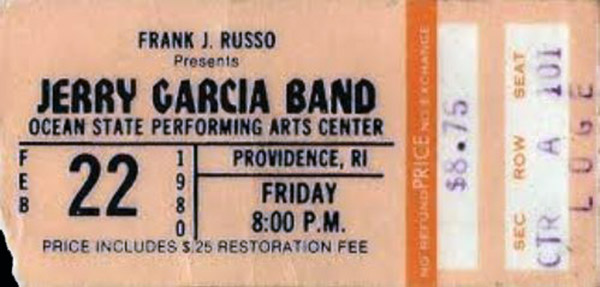 FRANK J. RUSSO
Presents
JERRY GARCIA BAND
OCEAN STATE PERFORMING ARTS CENTER
FEB
22
1980
PROVIDENCE, RI
FRIDAY
8:00 P.M.
PRICE INCLUDES $.25 RESTORATION FEE
NO REFUND PRICE NO EXCHANGE
$8.75
SEC ROW SEAT
CTR A 101
LOGE